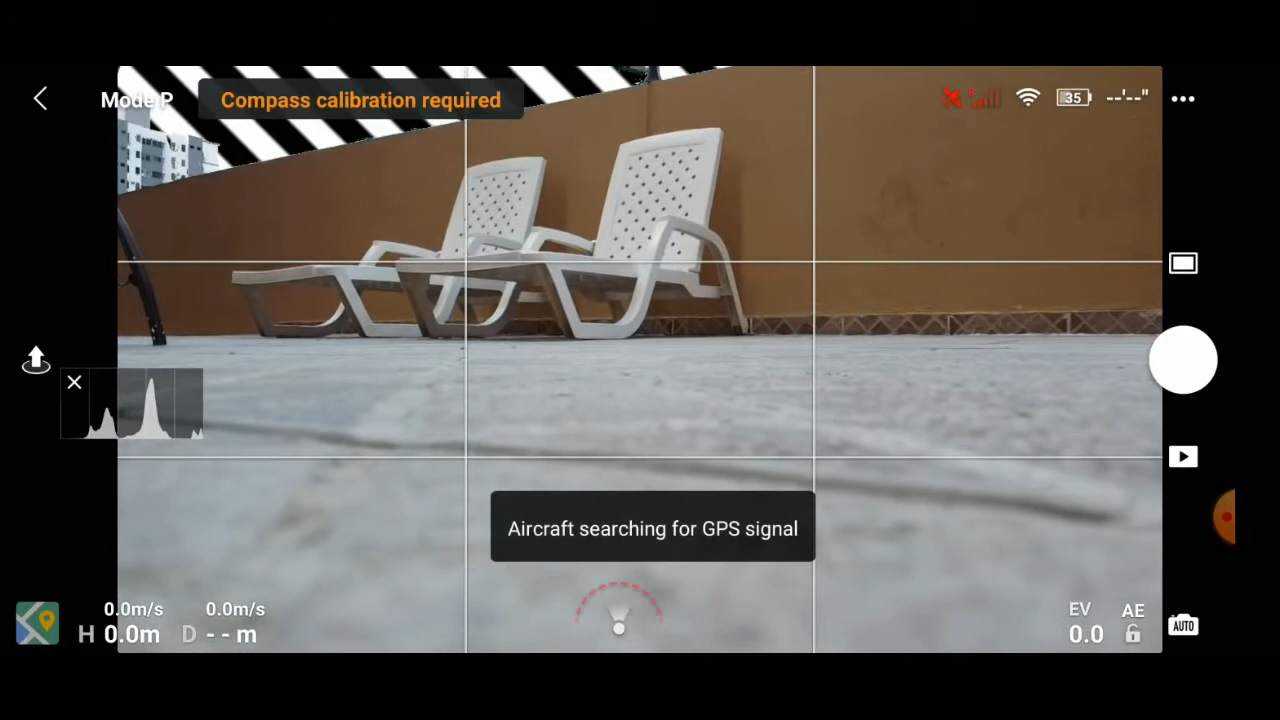 Mode P
Compass calibration required
35
--'--"
Aircraft searching for GPS signal
0.0m/s
0.0m/s
H 0.0m
D -- m
EV
0.0
AE
AUTO